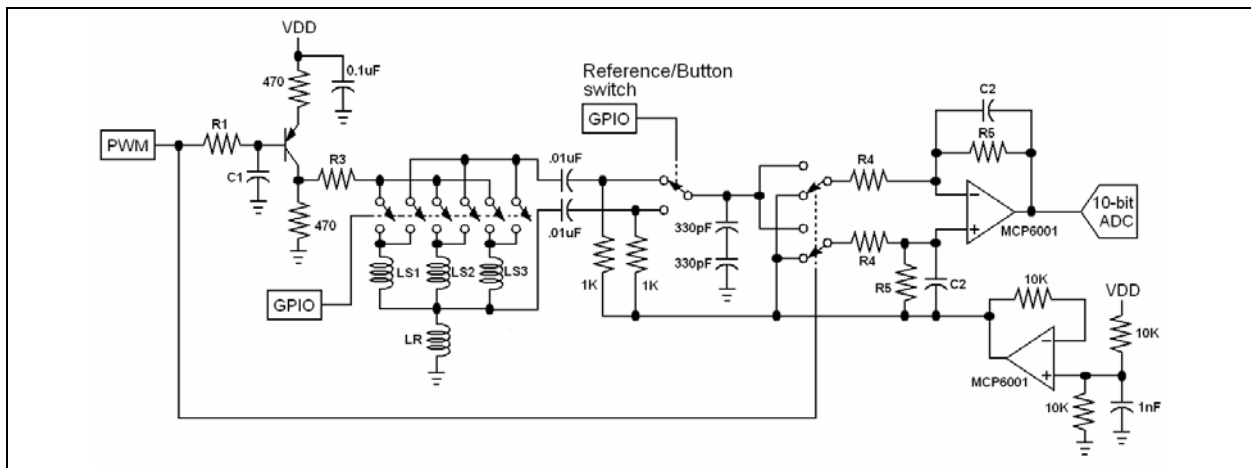 VDD
470
0.1uF
Reference/Button
switch
GPIO
C2
R5
PWM
R1
C1
R3
.01uF
R4
10-bit
ADC
MCP6001
470
.01uF
330pF
330pF
R4
R5
C2
LS1
LS2
LS3
1K
1K
GPIO
LR
10K
VDD
10K
MCP6001
10K
1nF